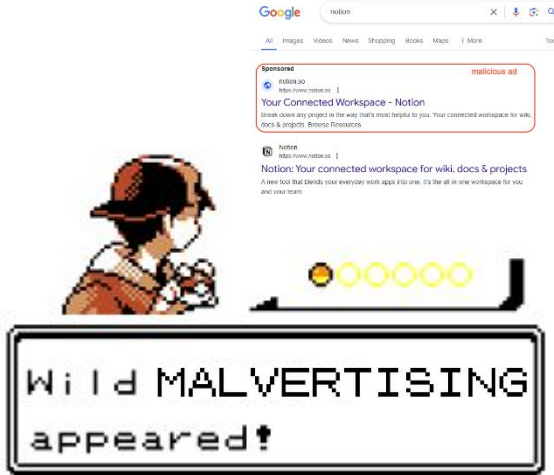 Google
notion
All Images Videos News Shopping Books Maps More
Sponsored
malicious ad
notion.so
https://www.notion.so
Your Connected Workspace - Notion
Break down any project in the way that's most helpful to you. Your connected workspace for wiki,
docs & projects. Browse Resources.
Notion
https://www.notion.so
Notion: Your connected workspace for wiki, docs & projects
A new tool that blends your everyday work apps into one. It's the all-in-one workspace for you
and your team
Wild MALVERTISING
appeared!